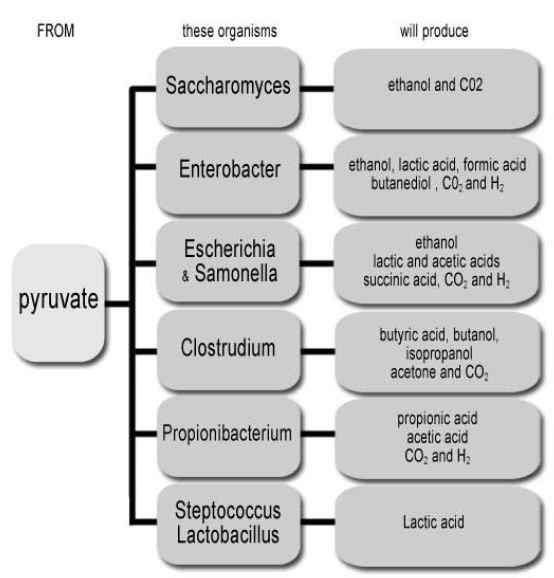 FROM these organisms will produce
Saccharomyces
ethanol and C02
Enterobacter
ethanol, lactic acid, formic acid
butanediol , C0₂ and H₂
Escherichia
& Samonella
ethanol
lactic and acetic acids
succinic acid, CO₂ and H₂
pyruvate
Clostrudium
butyric acid, butanol,
isopropanol
acetone and CO₂
Propionibacterium
propionic acid
acetic acid
CO₂ and H₂
Steptococcus
Lactobacillus
Lactic acid